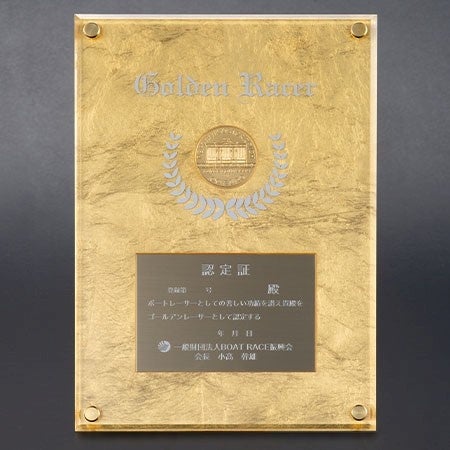 Golden Racer
認定証
登録第　　号　　　　殿
ボートレーサーとしての美しい功績を讃え貴殿を
ゴールデンレーサーとして認定する
年 月 日
一般財団法人BOAT RACE振興会
会長　小高 幹雄